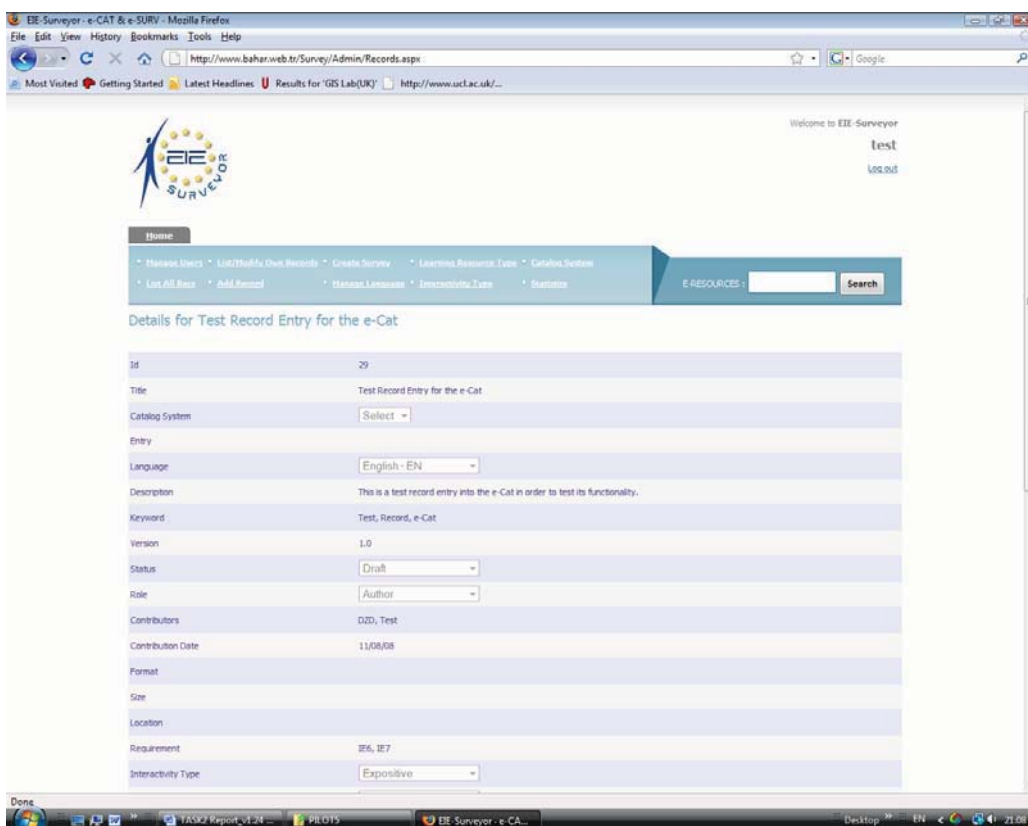 EIE-Surveyor - e-CAT & e-SURV - Mozilla Firefox
File Edit View History Bookmarks Tools Help
http://www.bahar.web.tr/Survey/Admin/Records.aspx
Google
Most Visited Getting Started Latest Headlines Results for 'GIS Lab(UK)' http://www.ucl.ac.uk/...
Welcome to EIE-Surveyor
test
Log out
EIE
SURVEYOR
Home
Manage Users List/Modify Own Records Create Survey Learning Resource Type Catalog System
List All Recs Add Record Manage Language Interactivity Type Statistics
E-RESOURCES : Search
Details for Test Record Entry for the e-Cat
Id 29
Title Test Record Entry for the e-Cat
Catalog System Select
Entry
Language English - EN
Description This is a test record entry into the e-Cat in order to test its functionality.
Keyword Test, Record, e-Cat
Version 1.0
Status Draft
Role Author
Contributors DZD, Test
Contribution Date 11/08/08
Format
Size
Location
Requirement IE6, IE7
Interactivity Type Expositive
Done
TASK2 Report_v1.24 ... PILOT5 EIE-Surveyor - e-CA... Desktop EN 21:08